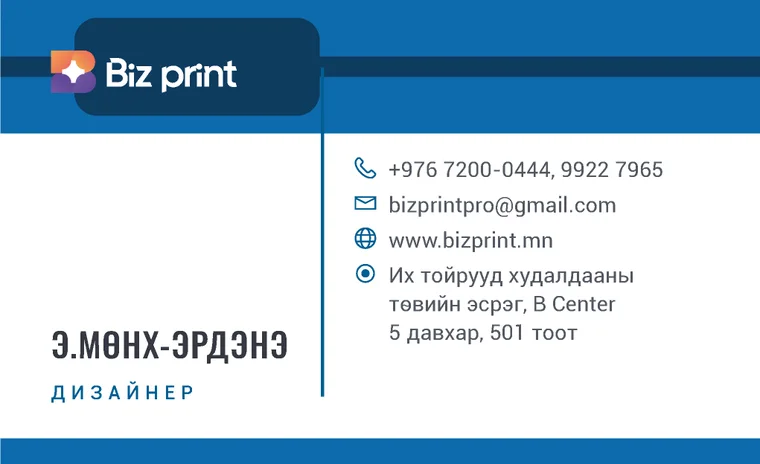 Biz print
+976 7200-0444, 9922 7965
bizprintpro@gmail.com
www.bizprint.mn
Их тойрууд худалдааны
төвийн эсрэг, B Center
5 давхар, 501 тоот
Э.МӨНХ-ЭРДЭНЭ
ДИЗАЙНЕР